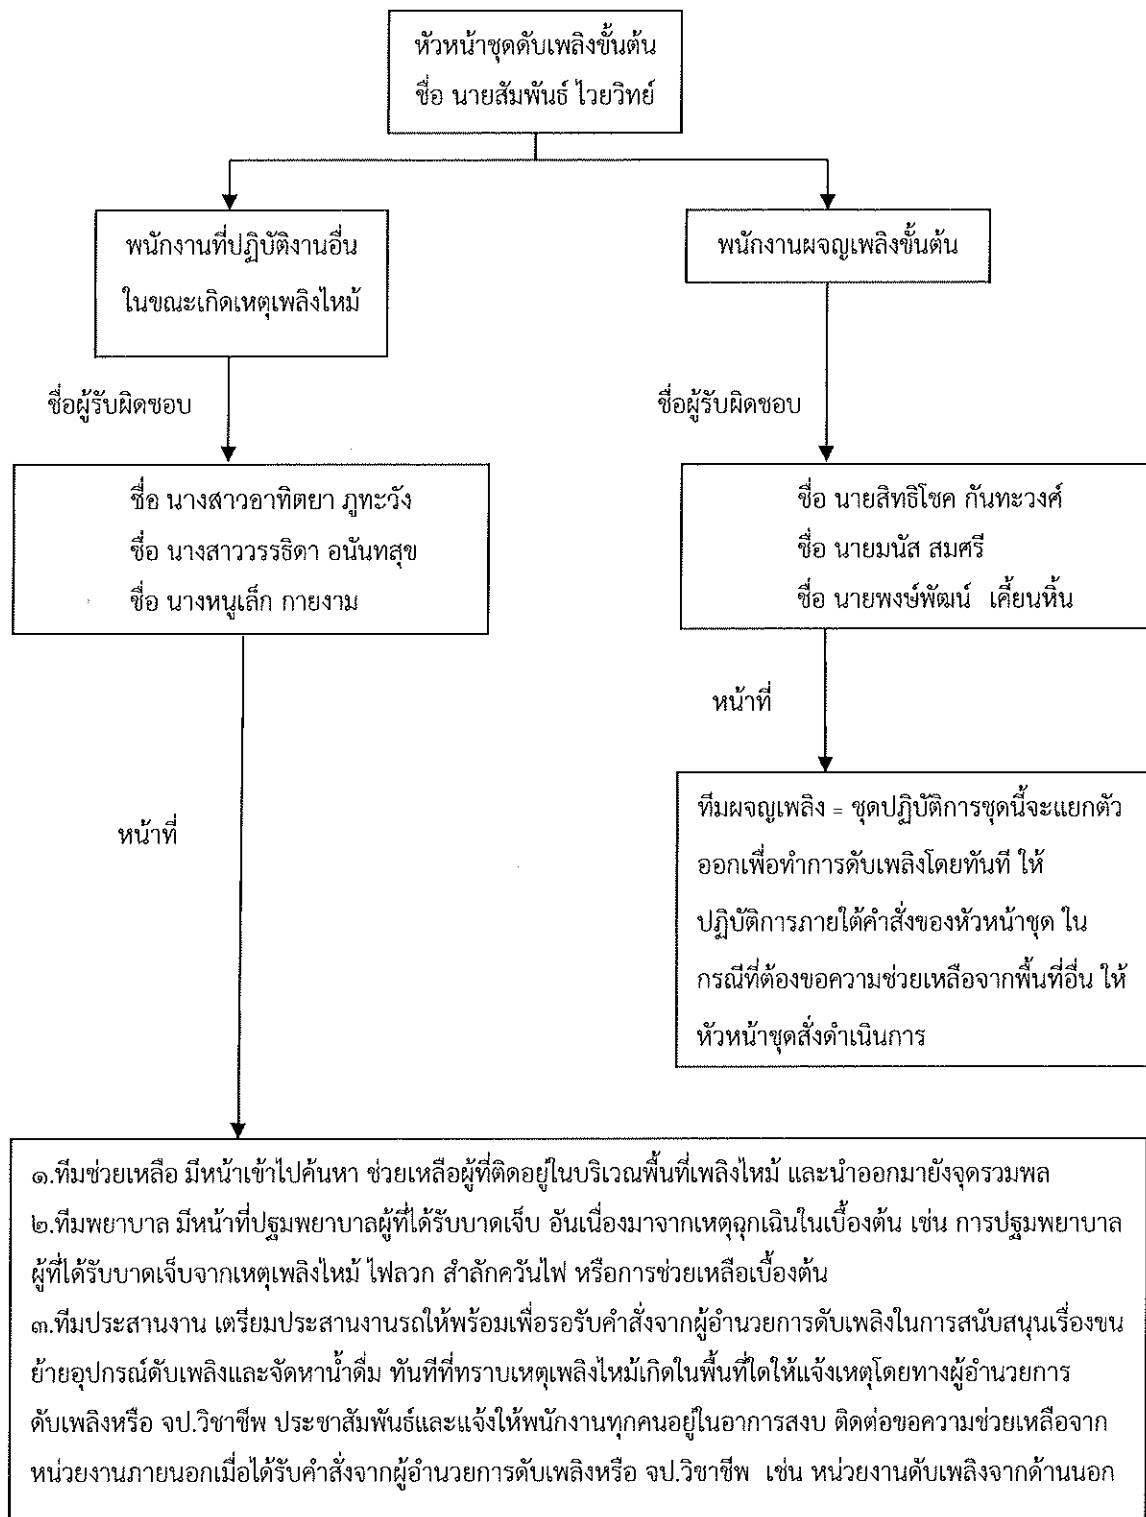 หัวหน้าชุดดับเพลิงขั้นต้น
ชื่อ นายสัมพันธ์ ไวยวิทย์
พนักงานที่ปฏิบัติงานอื่น
ในขณะเกิดเหตุเพลิงไหม้
พนักงานผจญเพลิงขั้นต้น
ชื่อผู้รับผิดชอบ
ชื่อผู้รับผิดชอบ
ชื่อ นางสาวอาทิตยา ภูทะวัง
ชื่อ นางสาววรรธิดา อนันทสุข
ชื่อ นางหนูเล็ก กายงาม
ชื่อ นายสิทธิโชค กันทะวงศ์
ชื่อ นายมนัส สมศรี
ชื่อ นายพงษ์พัฒน์ เคี้ยนหิ้น
หน้าที่
ทีมผจญเพลิง = ชุดปฏิบัติการชุดนี้จะแยกตัว
ออกเพื่อทำการดับเพลิงโดยทันที ให้
ปฏิบัติการภายใต้คำสั่งของหัวหน้าชุด ใน
กรณีที่ต้องขอความช่วยเหลือจากพื้นที่อื่น ให้
หัวหน้าชุดสั่งดำเนินการ
หน้าที่
๑.ทีมช่วยเหลือ มีหน้าเข้าไปค้นหา ช่วยเหลือผู้ที่ติดอยู่ในบริเวณพื้นที่เพลิงไหม้ และนำออกมายังจุดรวมพล
๒.ทีมพยาบาล มีหน้าที่ปฐมพยาบาลผู้ที่ได้รับบาดเจ็บ อันเนื่องมาจากเหตุฉุกเฉินในเบื้องต้น เช่น การปฐมพยาบาล
ผู้ที่ได้รับบาดเจ็บจากเหตุเพลิงไหม้ ไฟลวก สำลักควันไฟ หรือการช่วยเหลือเบื้องต้น
๓.ทีมประสานงาน เตรียมประสานงานรถให้พร้อมเพื่อรอรับคำสั่งจากผู้อำนวยการดับเพลิงในการสนับสนุนเรื่องขน
ย้ายอุปกรณ์ดับเพลิงและจัดหาน้ำดื่ม ทันทีที่ทราบเหตุเพลิงไหม้เกิดในพื้นที่ใดให้แจ้งเหตุโดยทางผู้อำนวยการ
ดับเพลิงหรือ จป.วิชาชีพ ประชาสัมพันธ์และแจ้งให้พนักงานทุกคนอยู่ในอาการสงบ ติดต่อขอความช่วยเหลือจาก
หน่วยงานภายนอกเมื่อได้รับคำสั่งจากผู้อำนวยการดับเพลิงหรือ จป.วิชาชีพ เช่น หน่วยงานดับเพลิงจากด้านนอก